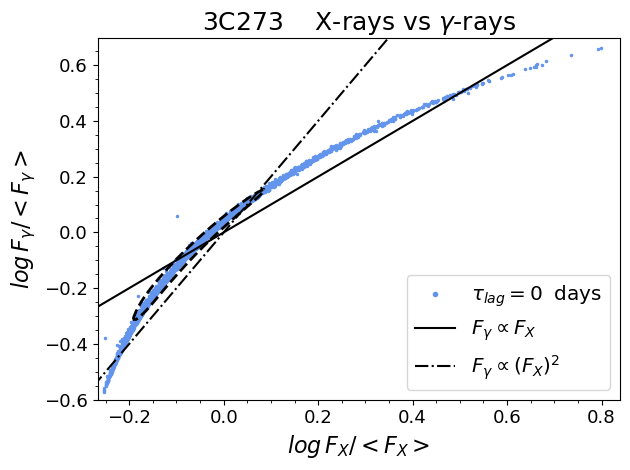 3C273 X-rays vs γ-rays
log F_γ/<F_γ>
0.6
0.4
0.2
0.0
−0.2
−0.4
−0.6
τ_lag = 0 days
F_γ ∝ F_X
F_γ ∝ (F_X)^2
−0.2 0.0 0.2 0.4 0.6 0.8
log F_X/<F_X>